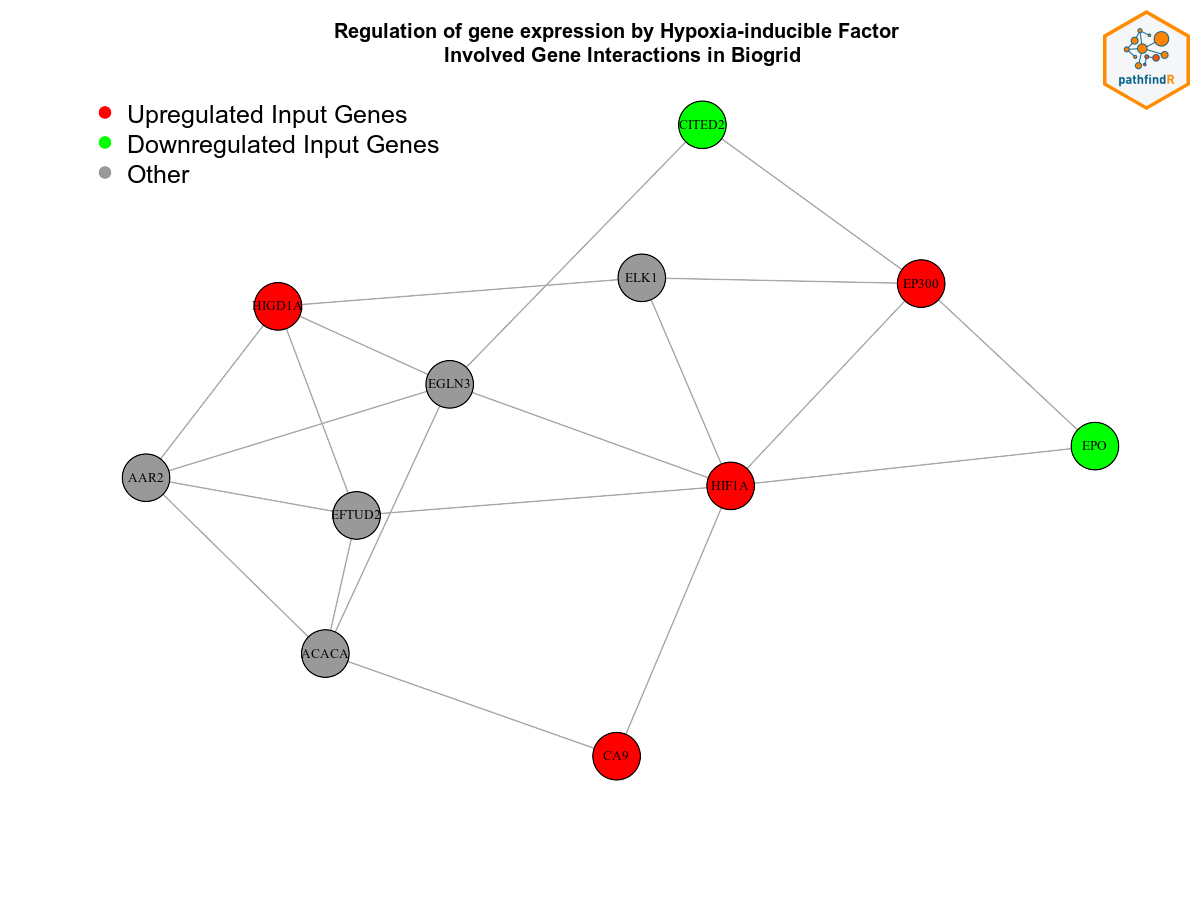 Regulation of gene expression by Hypoxia-inducible Factor
Involved Gene Interactions in Biogrid
pathfindR
Upregulated Input Genes
Downregulated Input Genes
Other
CITED2
ELK1
EP300
HIGD1A
EGLN3
EPO
AAR2
HIF1A
EFTUD2
ACACA
CA9